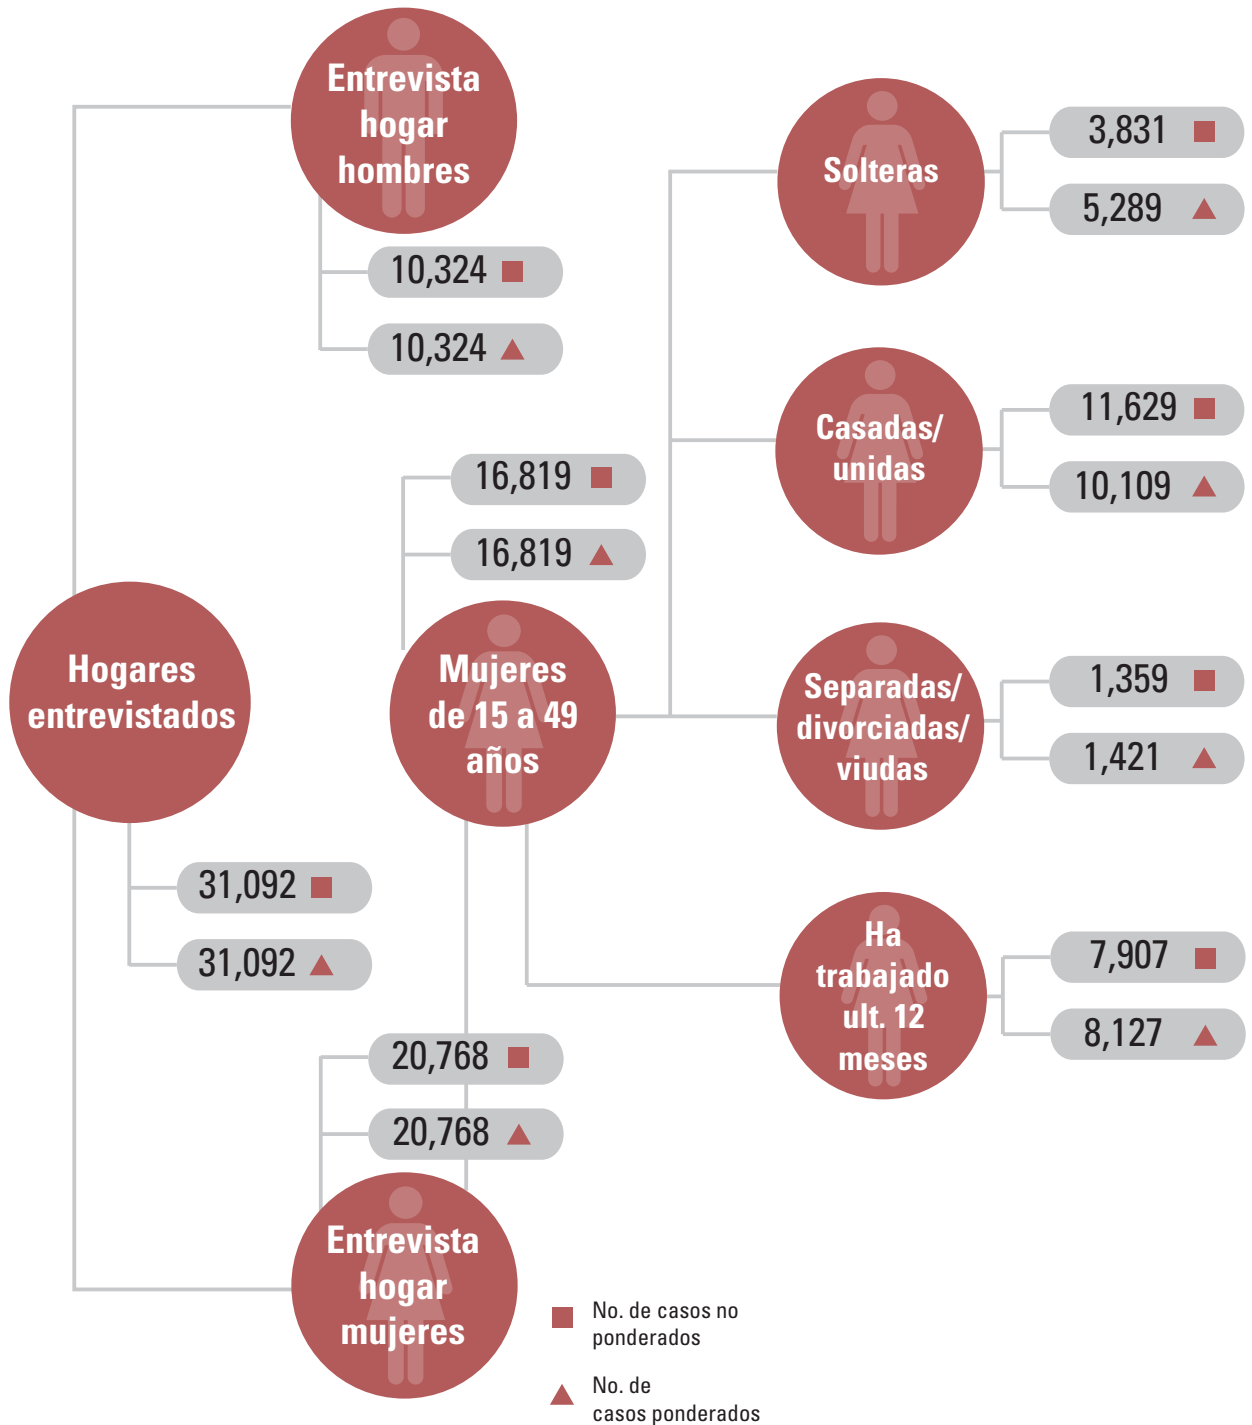 Entrevista
hogar
hombres
10,324
10,324
Solteras
3,831
5,289
Casadas/
unidas
11,629
10,109
16,819
16,819
Hogares
entrevistados
31,092
31,092
Mujeres
de 15 a 49
años
Separadas/
divorciadas/
viudas
1,359
1,421
Ha
trabajado
ult. 12
meses
7,907
8,127
20,768
20,768
Entrevista
hogar
mujeres
No. de casos no
ponderados
No. de
casos ponderados